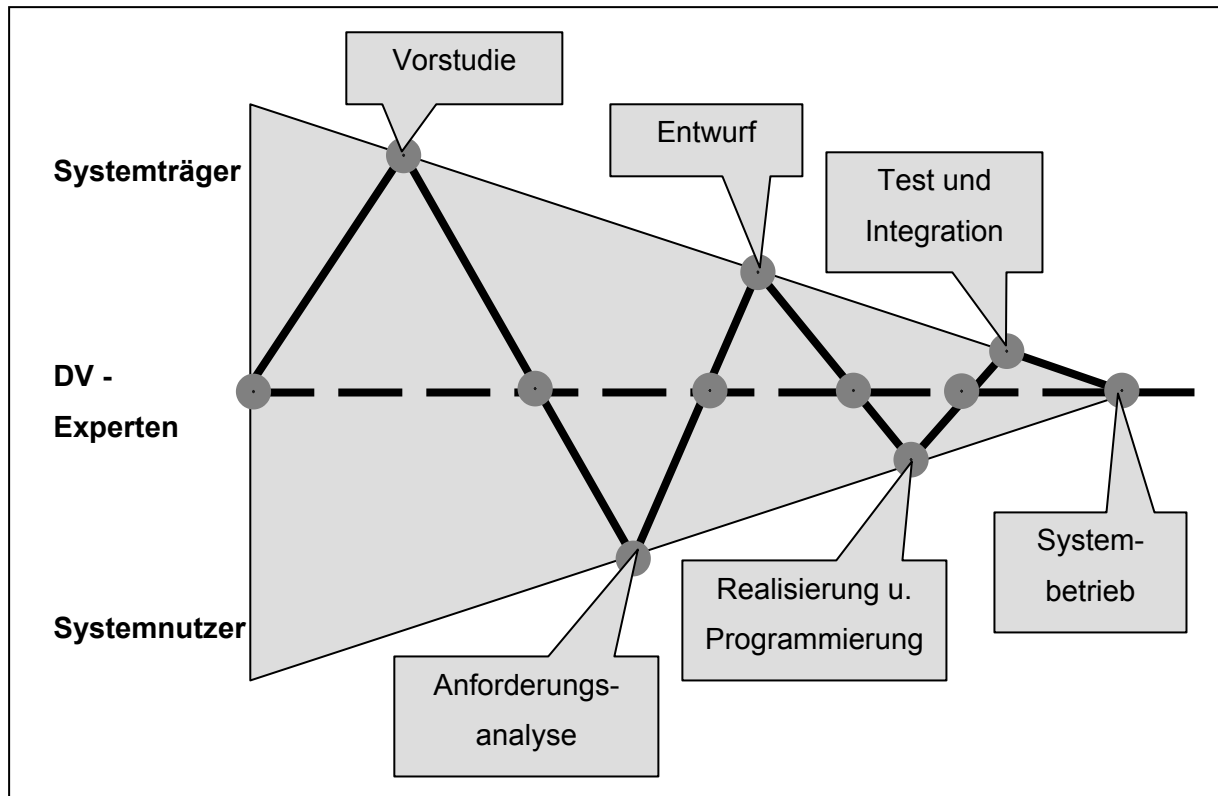 Vorstudie
Entwurf
Test und
Integration
Systemträger
DV -
Experten
Systemnutzer
Anforderungs-
analyse
Realisierung u.
Programmierung
System-
betrieb